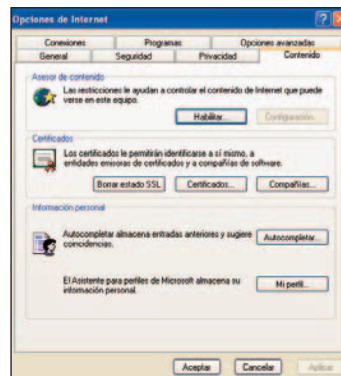 Opciones de Internet
Conexiones Programas Opciones avanzadas
General Seguridad Privacidad Contenido
Asesor de contenido
Las restricciones le ayudan a controlar el contenido de Internet que puede
verse en este equipo.
Habilitar... Configuración...
Certificados
Los certificados le permitirán identificarse a sí mismo, a
entidades emisoras de certificados y a compañías de
software.
Borrar estado SSL Certificados... Compañías...
Información personal
Autocompletar almacena entradas anteriores y sugiere
coincidencias.
Autocompletar...
El Asistente para perfiles de Microsoft almacena su
información personal.
Mi perfil...
Aceptar Cancelar Aplicar